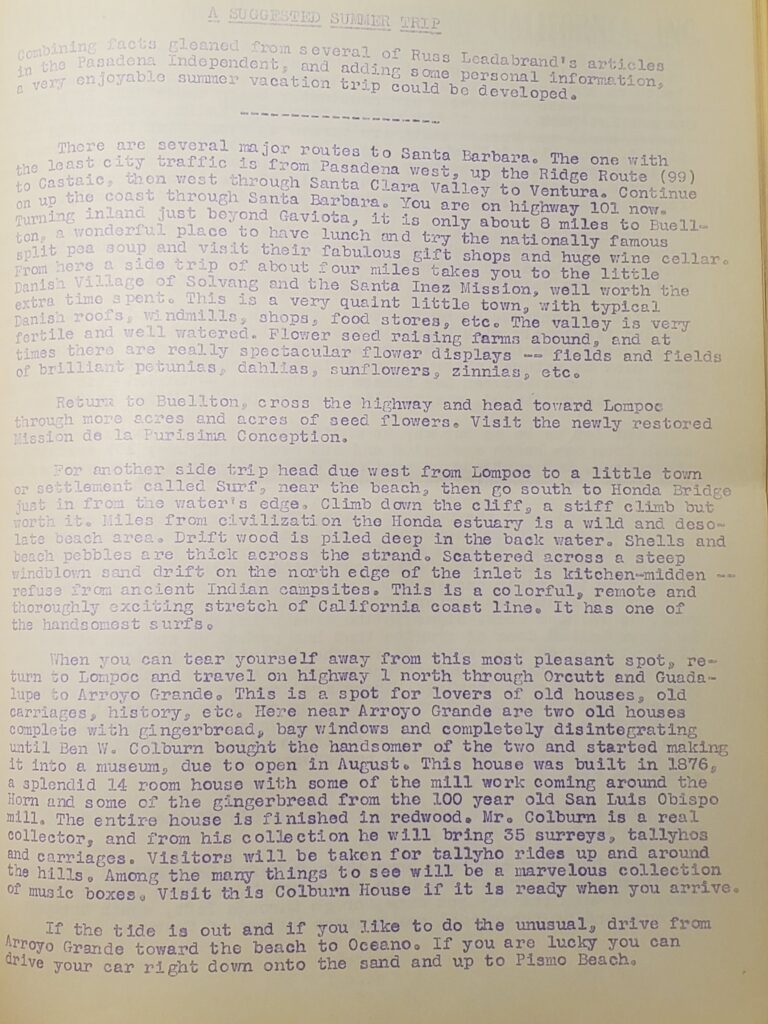 A SUGGESTED SUMMER TRIP
Combining facts gleaned from several of Russ Leadabrand's articles
in the Pasadena Independent, and adding some personal information,
a very enjoyable summer vacation trip could be developed.
--------------------
There are several major routes to Santa Barbara. The one with
the least city traffic is from Pasadena west, up the Ridge Route (99)
to Castaic, then west through Santa Clara Valley to Ventura. Continue
on up the coast through Santa Barbara. You are on highway 101 now.
Turning inland just beyond Gaviota, it is only about 8 miles to Buell-
ton, a wonderful place to have lunch and try the nationally famous
split pea soup and visit their fabulous gift shops and huge wine cellar.
From here a side trip of about four miles takes you to the little
Danish Village of Solvang and the Santa Inez Mission, well worth the
extra time spent. This is a very quaint little town, with typical
Danish roofs, windmills, shops, food stores, etc. The valley is very
fertile and well watered. Flower seed raising farms abound, and at
times there are really spectacular flower displays -- fields and fields
of brilliant petunias, dahlias, sunflowers, zinnias, etc.
Return to Buellton, cross the highway and head toward Lompoc
through more acres and acres of seed flowers. Visit the newly restored
Mission de la Purisima Conception.
For another side trip head due west from Lompoc to a little town
or settlement called Surf, near the beach, then go south to Honda Bridge
just in from the water's edge. Climb down the cliff, a stiff climb but
worth it. Miles from civilization the Honda estuary is a wild and deso-
late beach area. Drift wood is piled deep in the back water. Shells and
beach pebbles are thick across the strand. Scattered across a steep
windblown sand drift on the north edge of the inlet is kitchen-midden --
refuse from ancient Indian campsites. This is a colorful, remote and
thoroughly exciting stretch of California coast line. It has one of
the handsomest surfs.
When you can tear yourself away from this most pleasant spot, re-
turn to Lompoc and travel on highway 1 north through Orcutt and Guada-
lupe to Arroyo Grande. This is a spot for lovers of old houses, old
carriages, history, etc. Here near Arroyo Grande are two old houses
complete with gingerbread, bay windows and completely disintegrating
until Ben W. Colburn bought the handsomer of the two and started making
it into a museum, due to open in August. This house was built in 1876,
a splendid 14 room house with some of the mill work coming around the
Horn and some of the gingerbread from the 100 year old San Luis Obispo
mill. The entire house is finished in redwood. Mr. Colburn is a real
collector, and from his collection he will bring 35 surreys, tallyhos
and carriages. Visitors will be taken for tallyho rides up and around
the hills. Among the many things to see will be a marvelous collection
of music boxes. Visit this Colburn House if it is ready when you arrive.
If the tide is out and if you like to do the unusual, drive from
Arroyo Grande toward the beach to Oceano. If you are lucky you can
drive your car right down onto the sand and up to Pismo Beach.